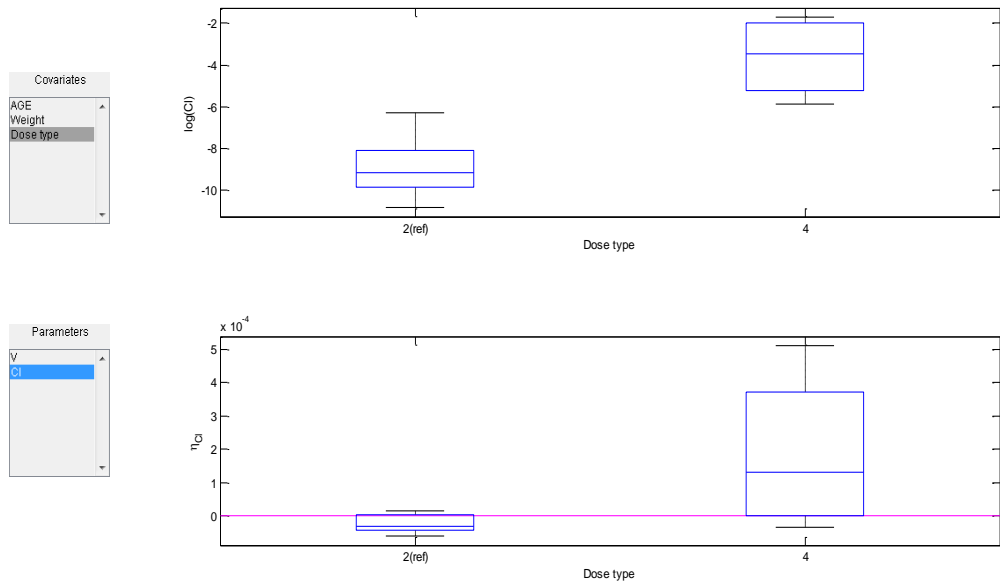 Covariates
AGE
Weight
Dose type
-2
-4
-6
-8
-10
log(Cl)
2(ref)
4
Dose type
Parameters
V
Cl
x 10^-4
5
4
3
2
1
0
η_Cl
2(ref)
4
Dose type